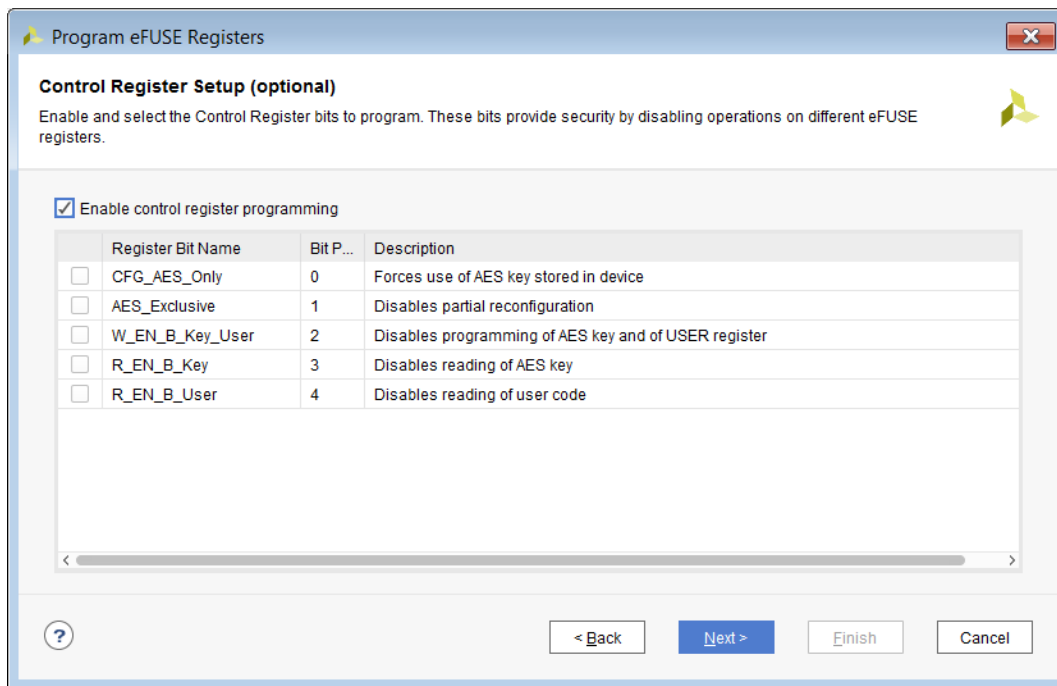 Program eFUSE Registers
Control Register Setup (optional)
Enable and select the Control Register bits to program. These bits provide security by disabling operations on different eFUSE
registers.
Enable control register programming
Register Bit Name Bit P... Description
CFG_AES_Only 0 Forces use of AES key stored in device
AES_Exclusive 1 Disables partial reconfiguration
W_EN_B_Key_User 2 Disables programming of AES key and of USER register
R_EN_B_Key 3 Disables reading of AES key
R_EN_B_User 4 Disables reading of user code
? < Back Next > Finish Cancel